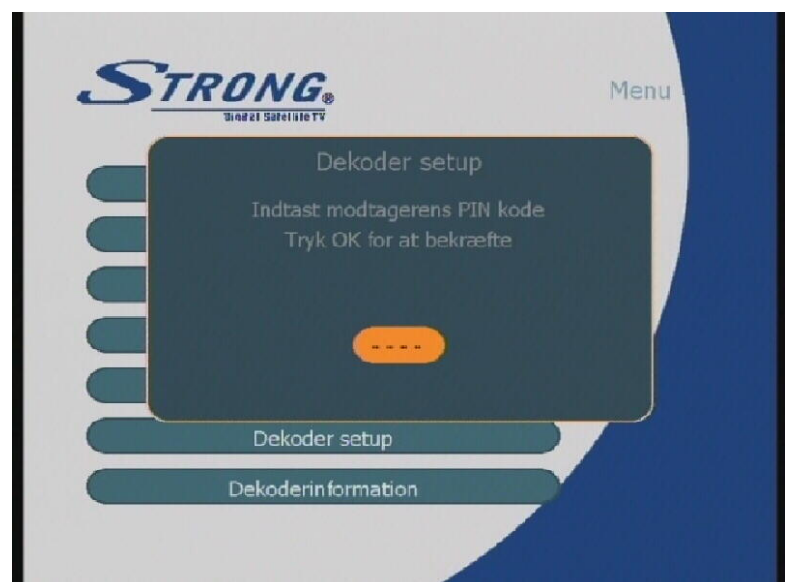 STRONG®
Digital Satellite TV
Menu
Dekoder setup
Indtast modtagerens PIN kode
Tryk OK for at bekræfte
- - - -
Dekoder setup
Dekoderinformation